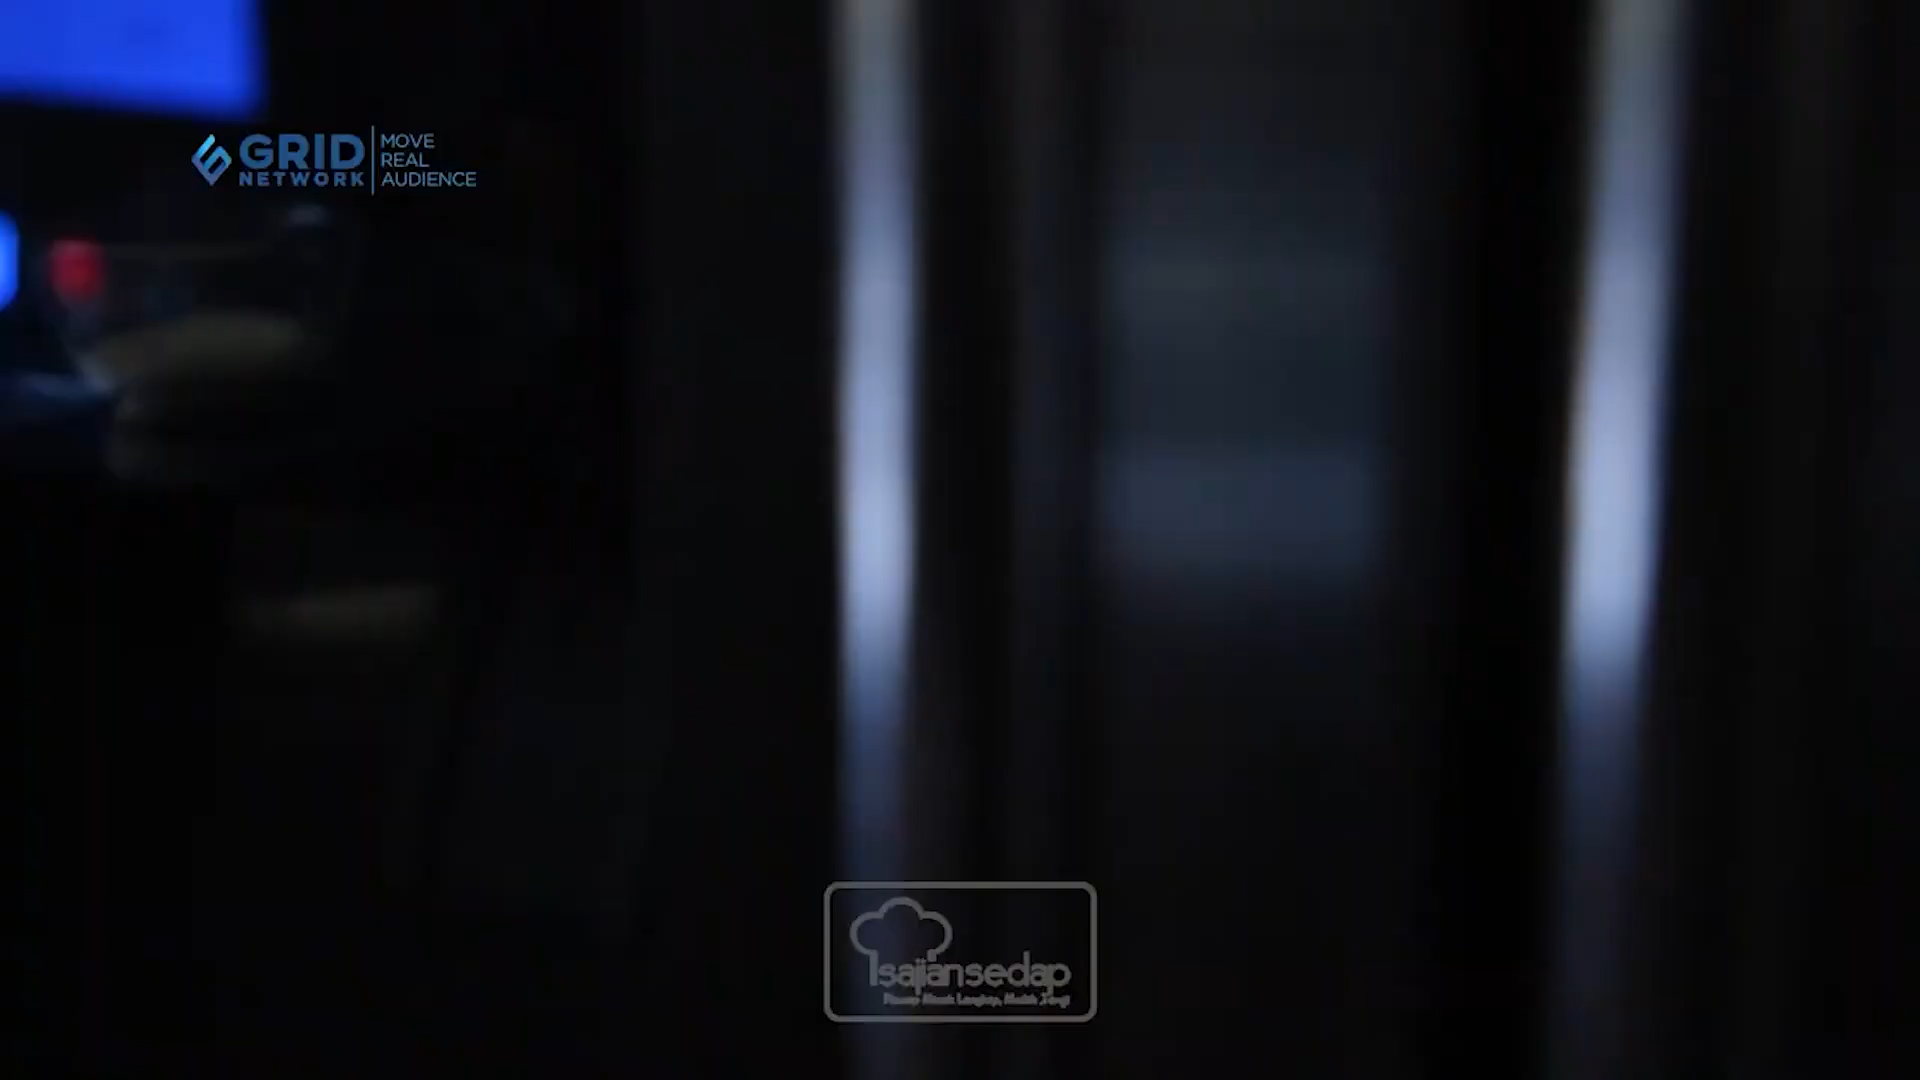 GRID
NETWORK
MOVE
REAL
AUDIENCE
sajiansedap